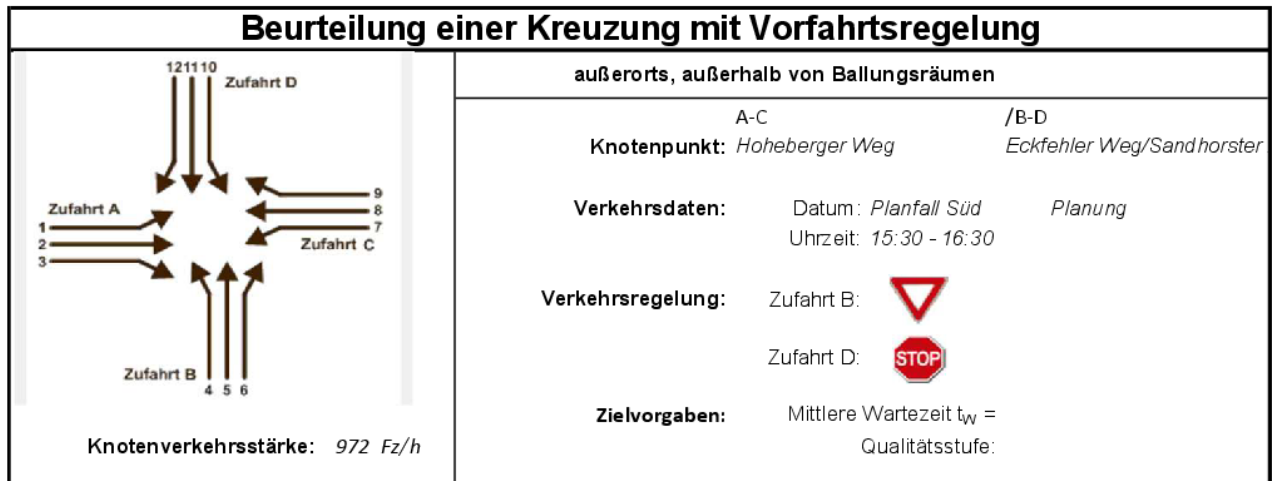 Beurteilung einer Kreuzung mit Vorfahrtsregelung
121110
Zufahrt D
Zufahrt A
1
2
3
9
8
7
Zufahrt C
Zufahrt B
4 5 6
Knotenverkehrsstärke: 972 Fz/h
außerorts, außerhalb von Ballungsräumen
A-C /B-D
Knotenpunkt: Hoheberger Weg Eckfehler Weg/Sandhorster
Verkehrsdaten: Datum: Planfall Süd Planung
Uhrzeit: 15:30 - 16:30
Verkehrsregelung: Zufahrt B:
Zufahrt D: STOP
Zielvorgaben: Mittlere Wartezeit tW =
Qualitätsstufe: